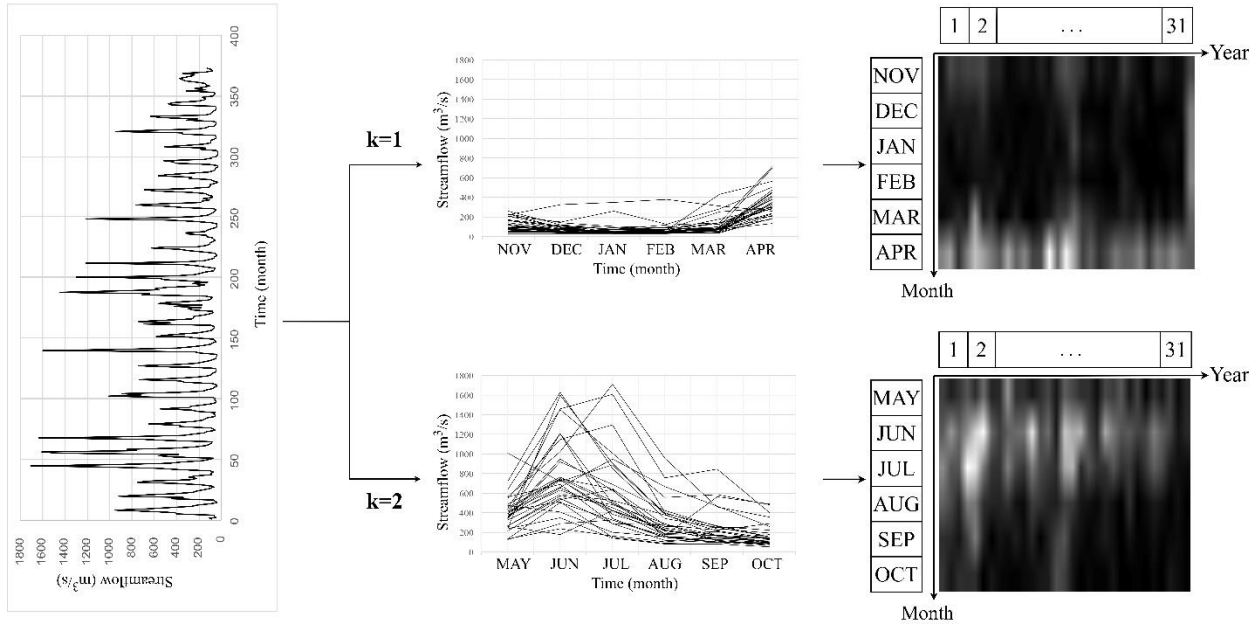 1800 1600 1400 1200 1000 800 600 400 200 0
Streamflow (m³/s)
0 50 100 150 200 250 300 350 400
Time (month)
k=1
k=2
Streamflow (m³/s)
1800
1600
1400
1200
1000
800
600
400
200
0
NOV DEC JAN FEB MAR APR
Time (month)
1 2 ... 31
Year
NOV
DEC
JAN
FEB
MAR
APR
Month
Streamflow (m³/s)
1800
1600
1400
1200
1000
800
600
400
200
0
MAY JUN JUL AUG SEP OCT
Time (month)
1 2 ... 31
Year
MAY
JUN
JUL
AUG
SEP
OCT
Month